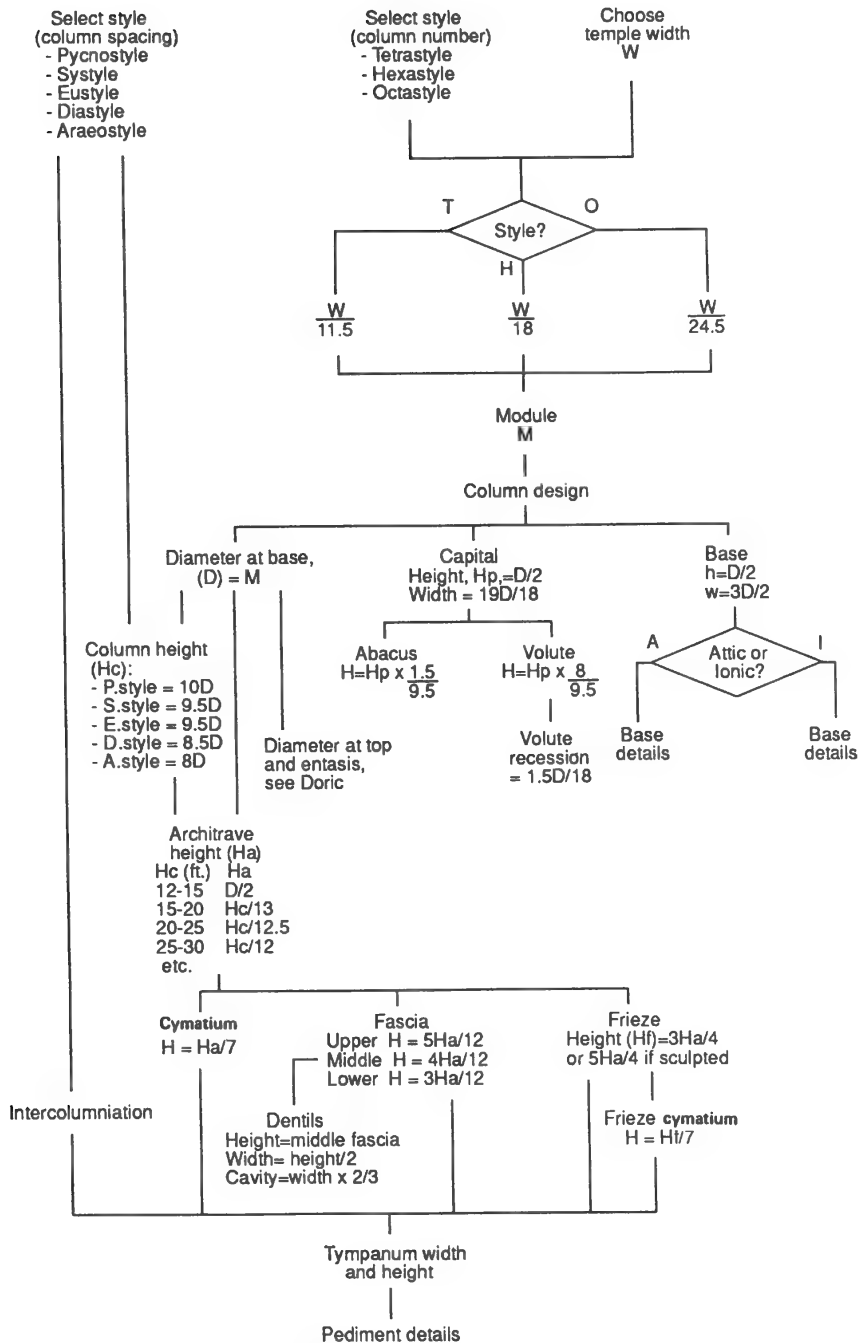 Select style
(column spacing)
- Pycnostyle
- Systyle
- Eustyle
- Diastyle
- Araeostyle
Select style
(column number)
- Tetrastyle
- Hexastyle
- Octastyle
Choose
temple width
W
T
O
Style?
H
W
11.5
W
18
W
24.5
Module
M
Column design
Diameter at base,
(D) = M
Capital
Height, Hp,=D/2
Width = 19D/18
Base
h=D/2
w=3D/2
Column height
(Hc):
- P.style = 10D
- S.style = 9.5D
- E.style = 9.5D
- D.style = 8.5D
- A.style = 8D
Abacus
H=Hp x 1.5
9.5
Volute
H=Hp x 8
9.5
A
Attic or
Ionic?
I
Diameter at top
and entasis,
see Doric
Volute
recession
= 1.5D/18
Base
details
Base
details
Architrave
height (Ha)
Hc (ft.) Ha
12-15 D/2
15-20 Hc/13
20-25 Hc/12.5
25-30 Hc/12
etc.
Cymatium
H = Ha/7
Fascia
Upper H = 5Ha/12
Middle H = 4Ha/12
Lower H = 3Ha/12
Frieze
Height (Hf)=3Ha/4
or 5Ha/4 if sculpted
Intercolumniation
Dentils
Height=middle fascia
Width= height/2
Cavity=width x 2/3
Frieze cymatium
H = Hf/7
Tympanum width
and height
Pediment details